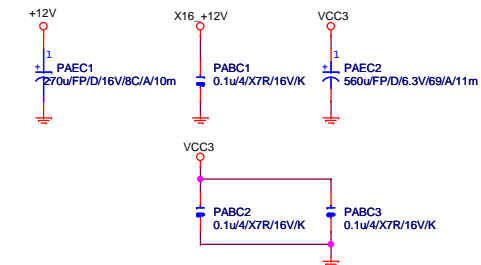 +12V
X16_+12V
VCC3
1
1
+
+
PAEC1
PABC1
PAEC2
270u/FP/D/16V/8C/A/10m
0.1u/4/X7R/16V/K
560u/FP/D/6.3V/69/A/11m
VCC3
PABC2
PABC3
0.1u/4/X7R/16V/K
0.1u/4/X7R/16V/K